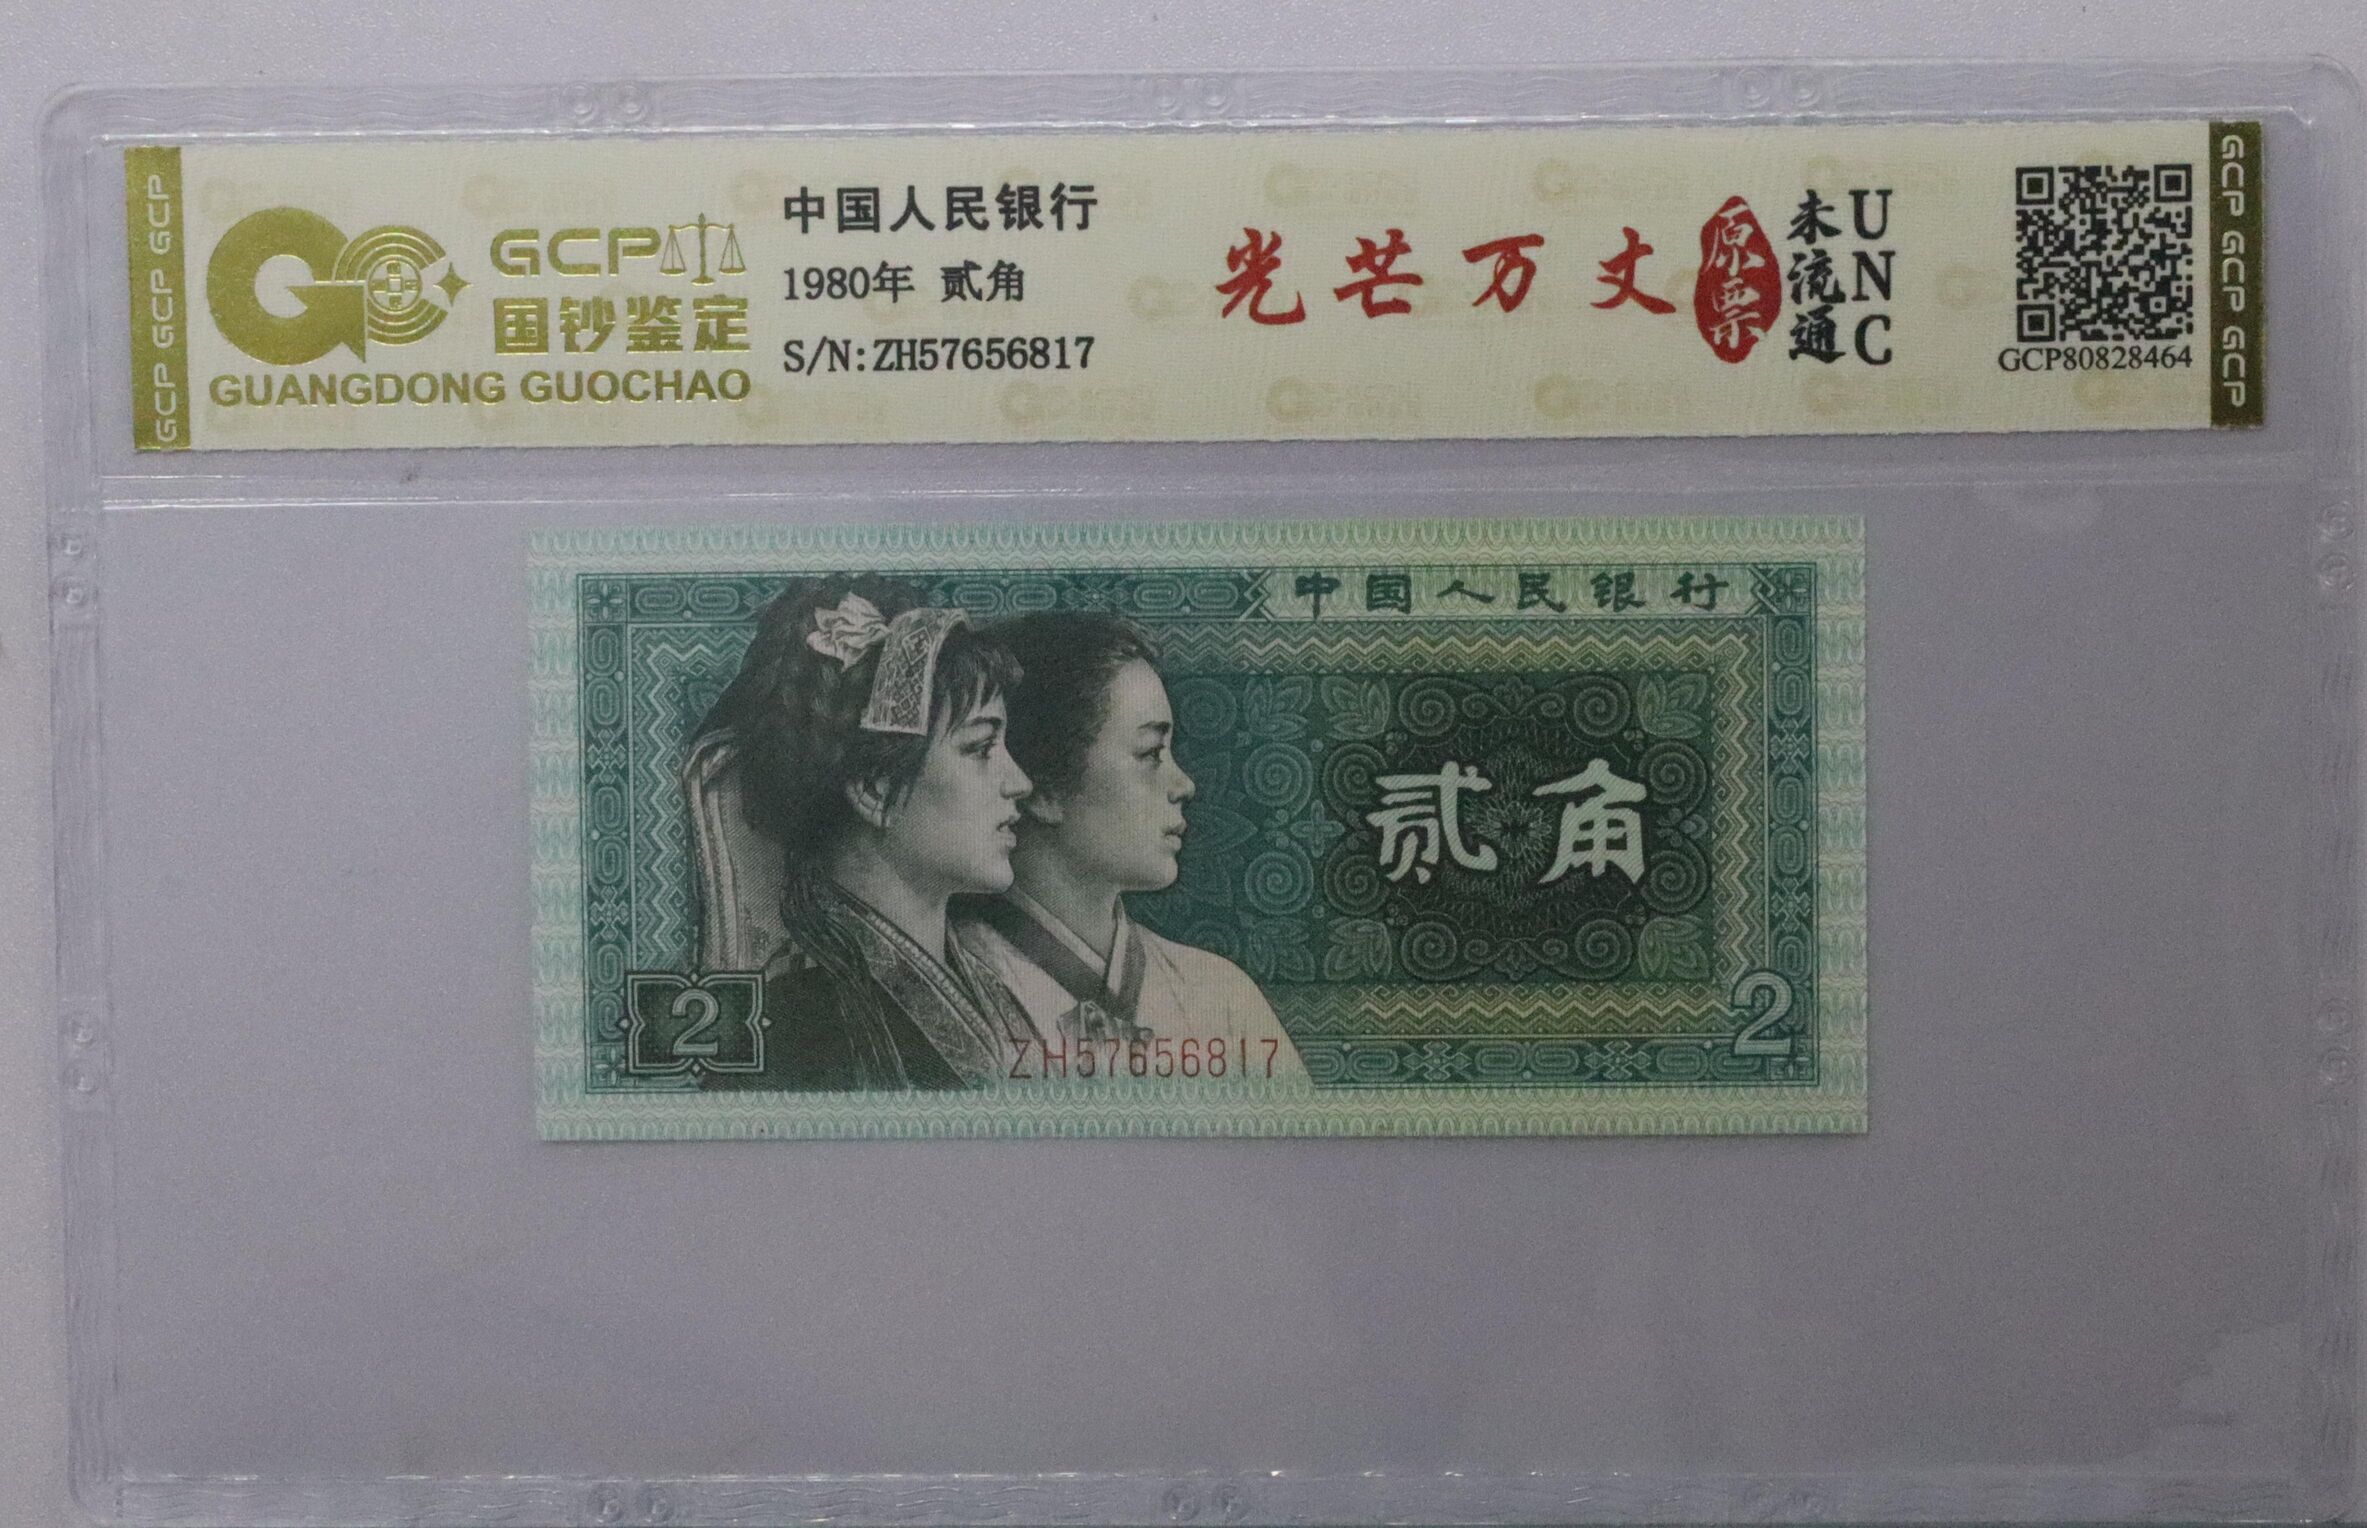 GCP GCP GCP
GCP
国钞鉴定
GUANGDONG GUOCHAO
中国人民银行
1980年 贰角
S/N:ZH57656817
光芒万丈
原票
未流通
UNC
GCP80828464
GCP GCP GCP
中国人民银行
贰角
2
2
ZH57656817